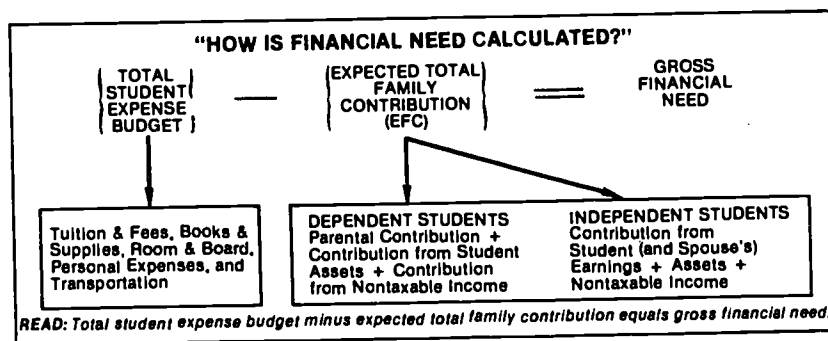 "HOW IS FINANCIAL NEED CALCULATED?"
TOTAL
STUDENT
EXPENSE
BUDGET
—
EXPECTED TOTAL
FAMILY
CONTRIBUTION
(EFC)
=
GROSS
FINANCIAL
NEED
Tuition & Fees, Books &
Supplies, Room & Board,
Personal Expenses, and
Transportation
DEPENDENT STUDENTS
Parental Contribution +
Contribution from Student
Assets + Contribution
from Nontaxable Income
INDEPENDENT STUDENTS
Contribution from
Student (and Spouse's)
Earnings + Assets +
Nontaxable Income
READ: Total student expense budget minus expected total family contribution equals gross financial need.